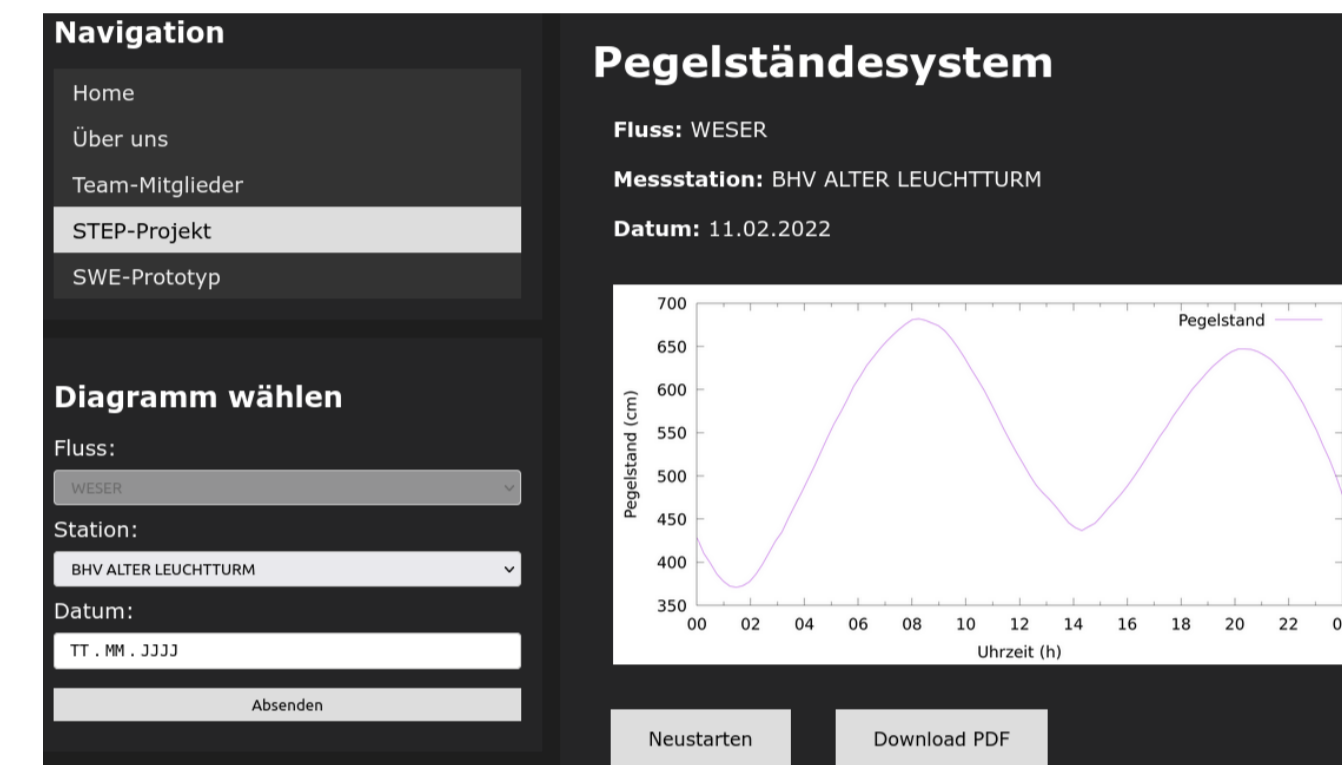 Navigation
Home
Über uns
Team-Mitglieder
STEP-Projekt
SWE-Prototyp
Diagramm wählen
Fluss:
WESER
Station:
BHV ALTER LEUCHTTURM
Datum:
TT . MM . JJJJ
Absenden
Pegelständesystem
Fluss: WESER
Messstation: BHV ALTER LEUCHTTURM
Datum: 11.02.2022
Pegelstand
Pegelstand (cm)
700
650
600
550
500
450
400
350
00 02 04 06 08 10 12 14 16 18 20 22
Uhrzeit (h)
Neustarten
Download PDF